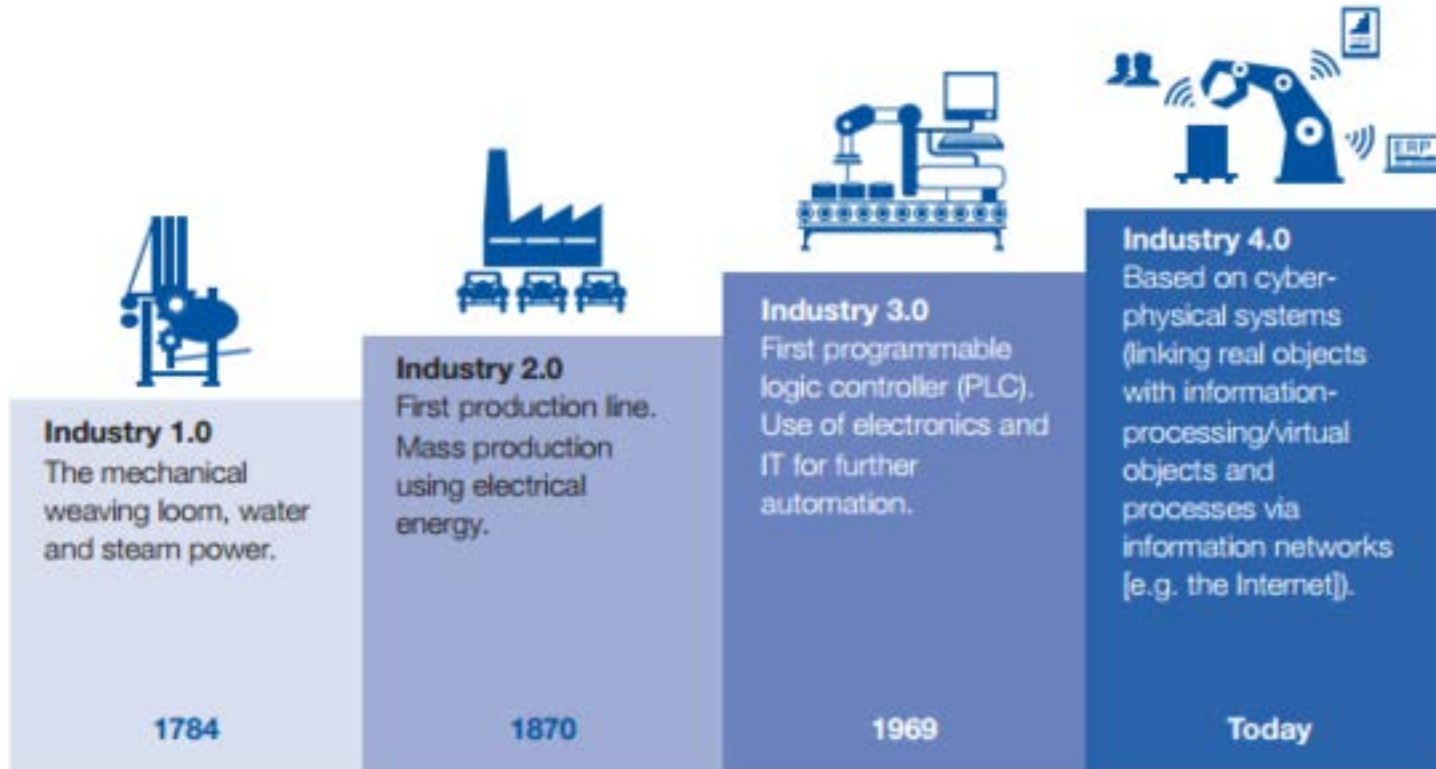 ERP
Industry 1.0
The mechanical
weaving loom, water
and steam power.
1784
Industry 2.0
First production line.
Mass production
using electrical
energy.
1870
Industry 3.0
First programmable
logic controller (PLC).
Use of electronics and
IT for further
automation.
1969
Industry 4.0
Based on cyber-
physical systems
(linking real objects
with information-
processing/virtual
objects and
processes via
information networks
[e.g. the Internet]).
Today